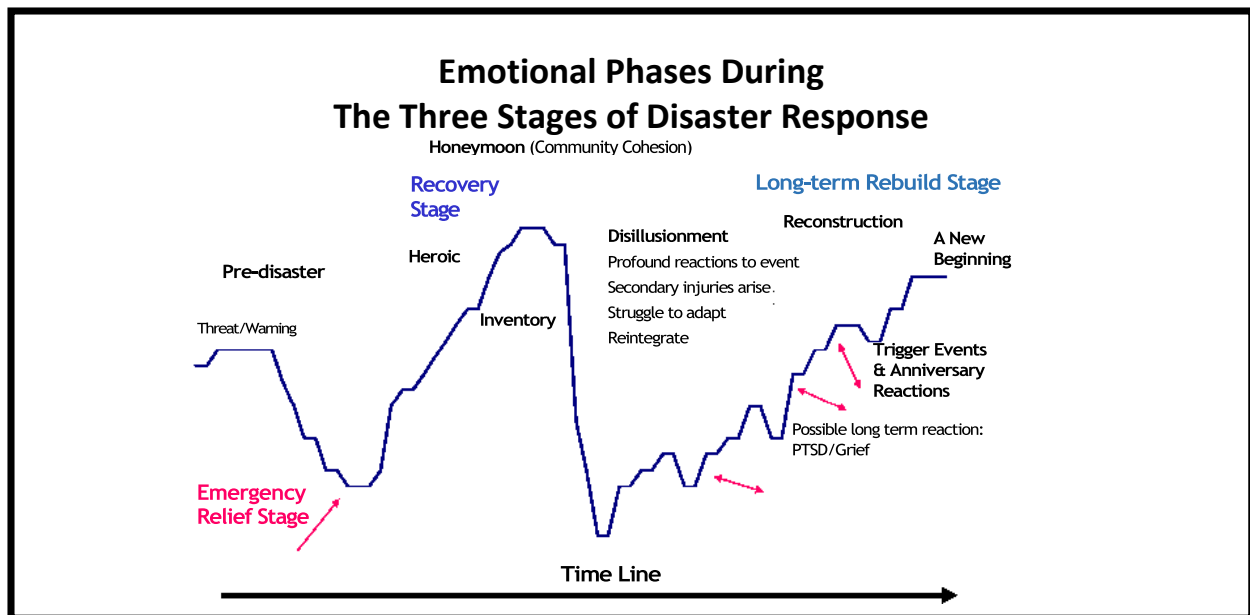 Emotional Phases During
The Three Stages of Disaster Response
Honeymoon (Community Cohesion)
Recovery
Stage
Long-term Rebuild Stage
Reconstruction
Disillusionment
Profound reactions to event
Secondary injuries arise
Struggle to adapt
Reintegrate
A New
Beginning
Heroic
Pre-disaster
Inventory
Threat/Warning
Trigger Events
& Anniversary
Reactions
Possible long term reaction:
PTSD/Grief
Emergency
Relief Stage
Time Line